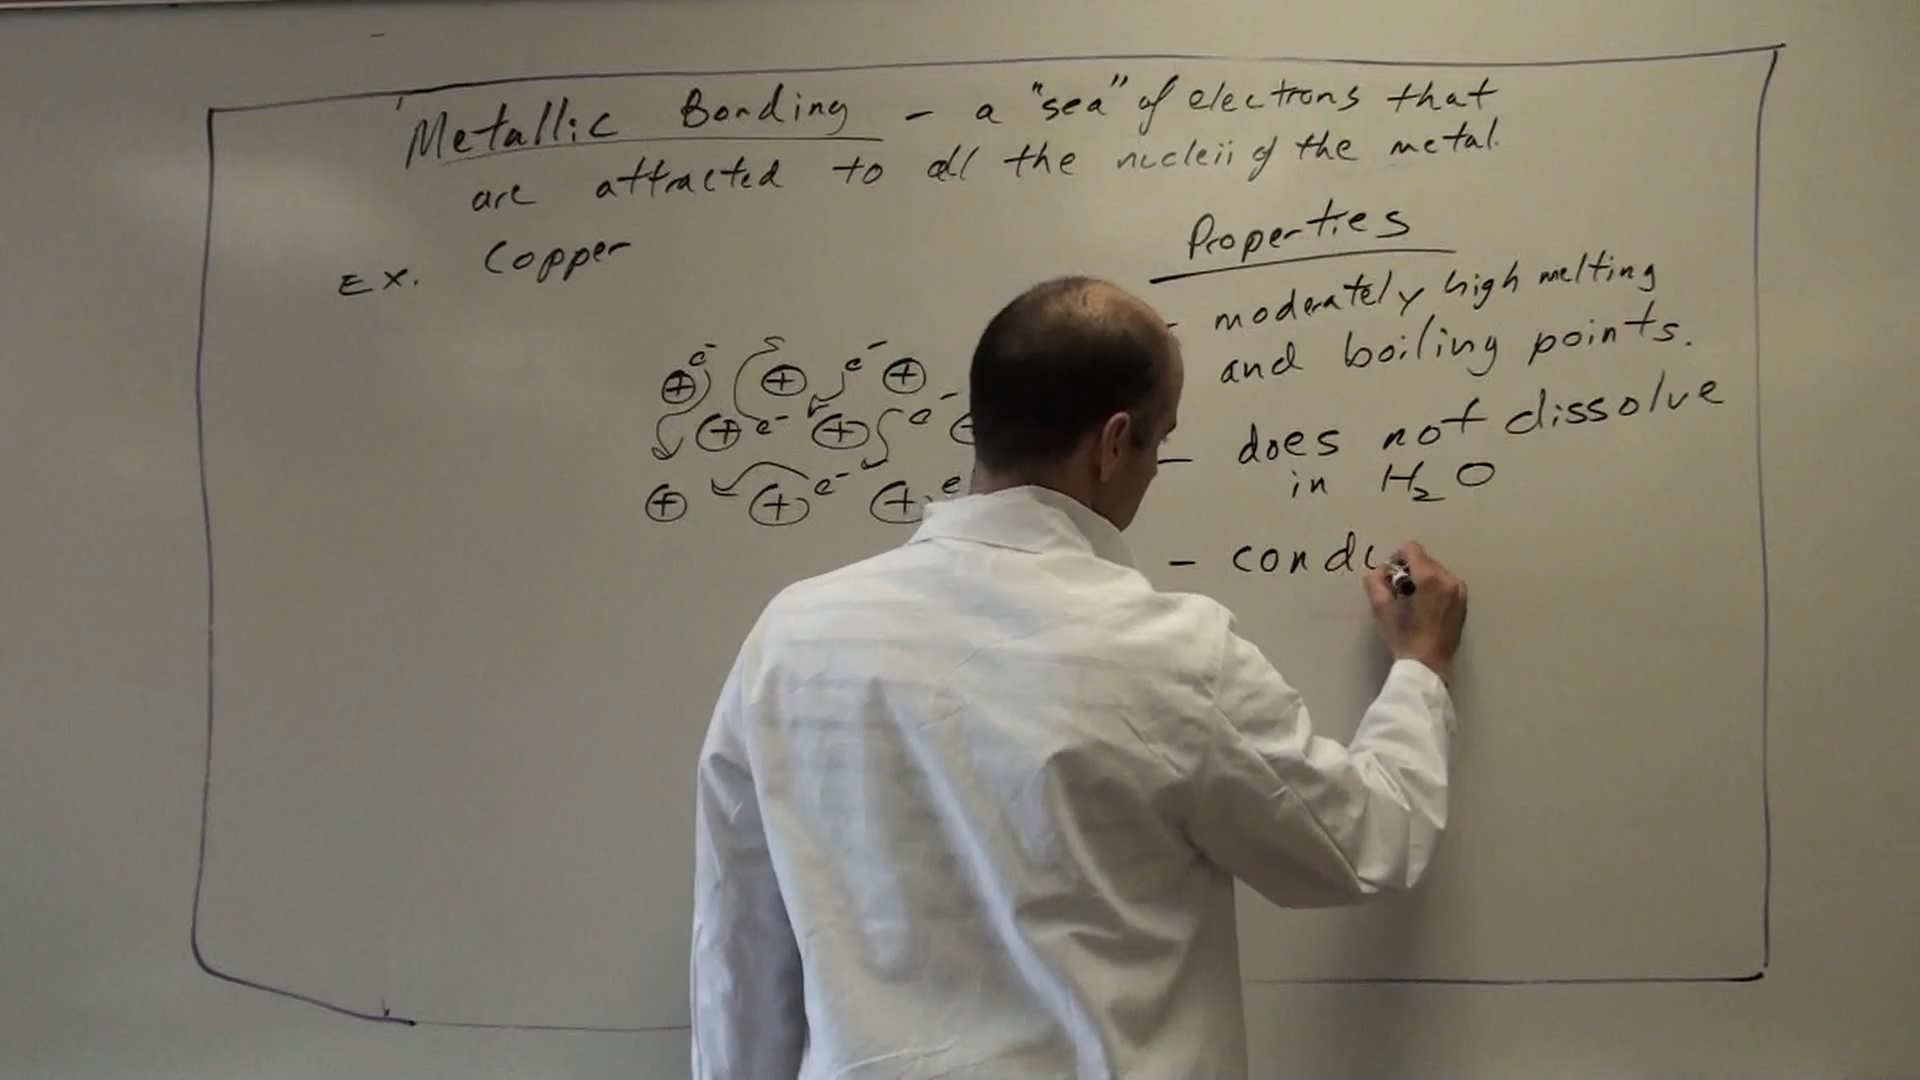 Metallic Bonding - a "sea" of electrons that
are attracted to all the nucleii of the metal.
Ex. Copper
Properties
- moderately high melting
and boiling points.
- does not dissolve
in H₂O
- condu
e⁻ e⁻
+ + +
+ e⁻ + e⁻
+ + e⁻ + e